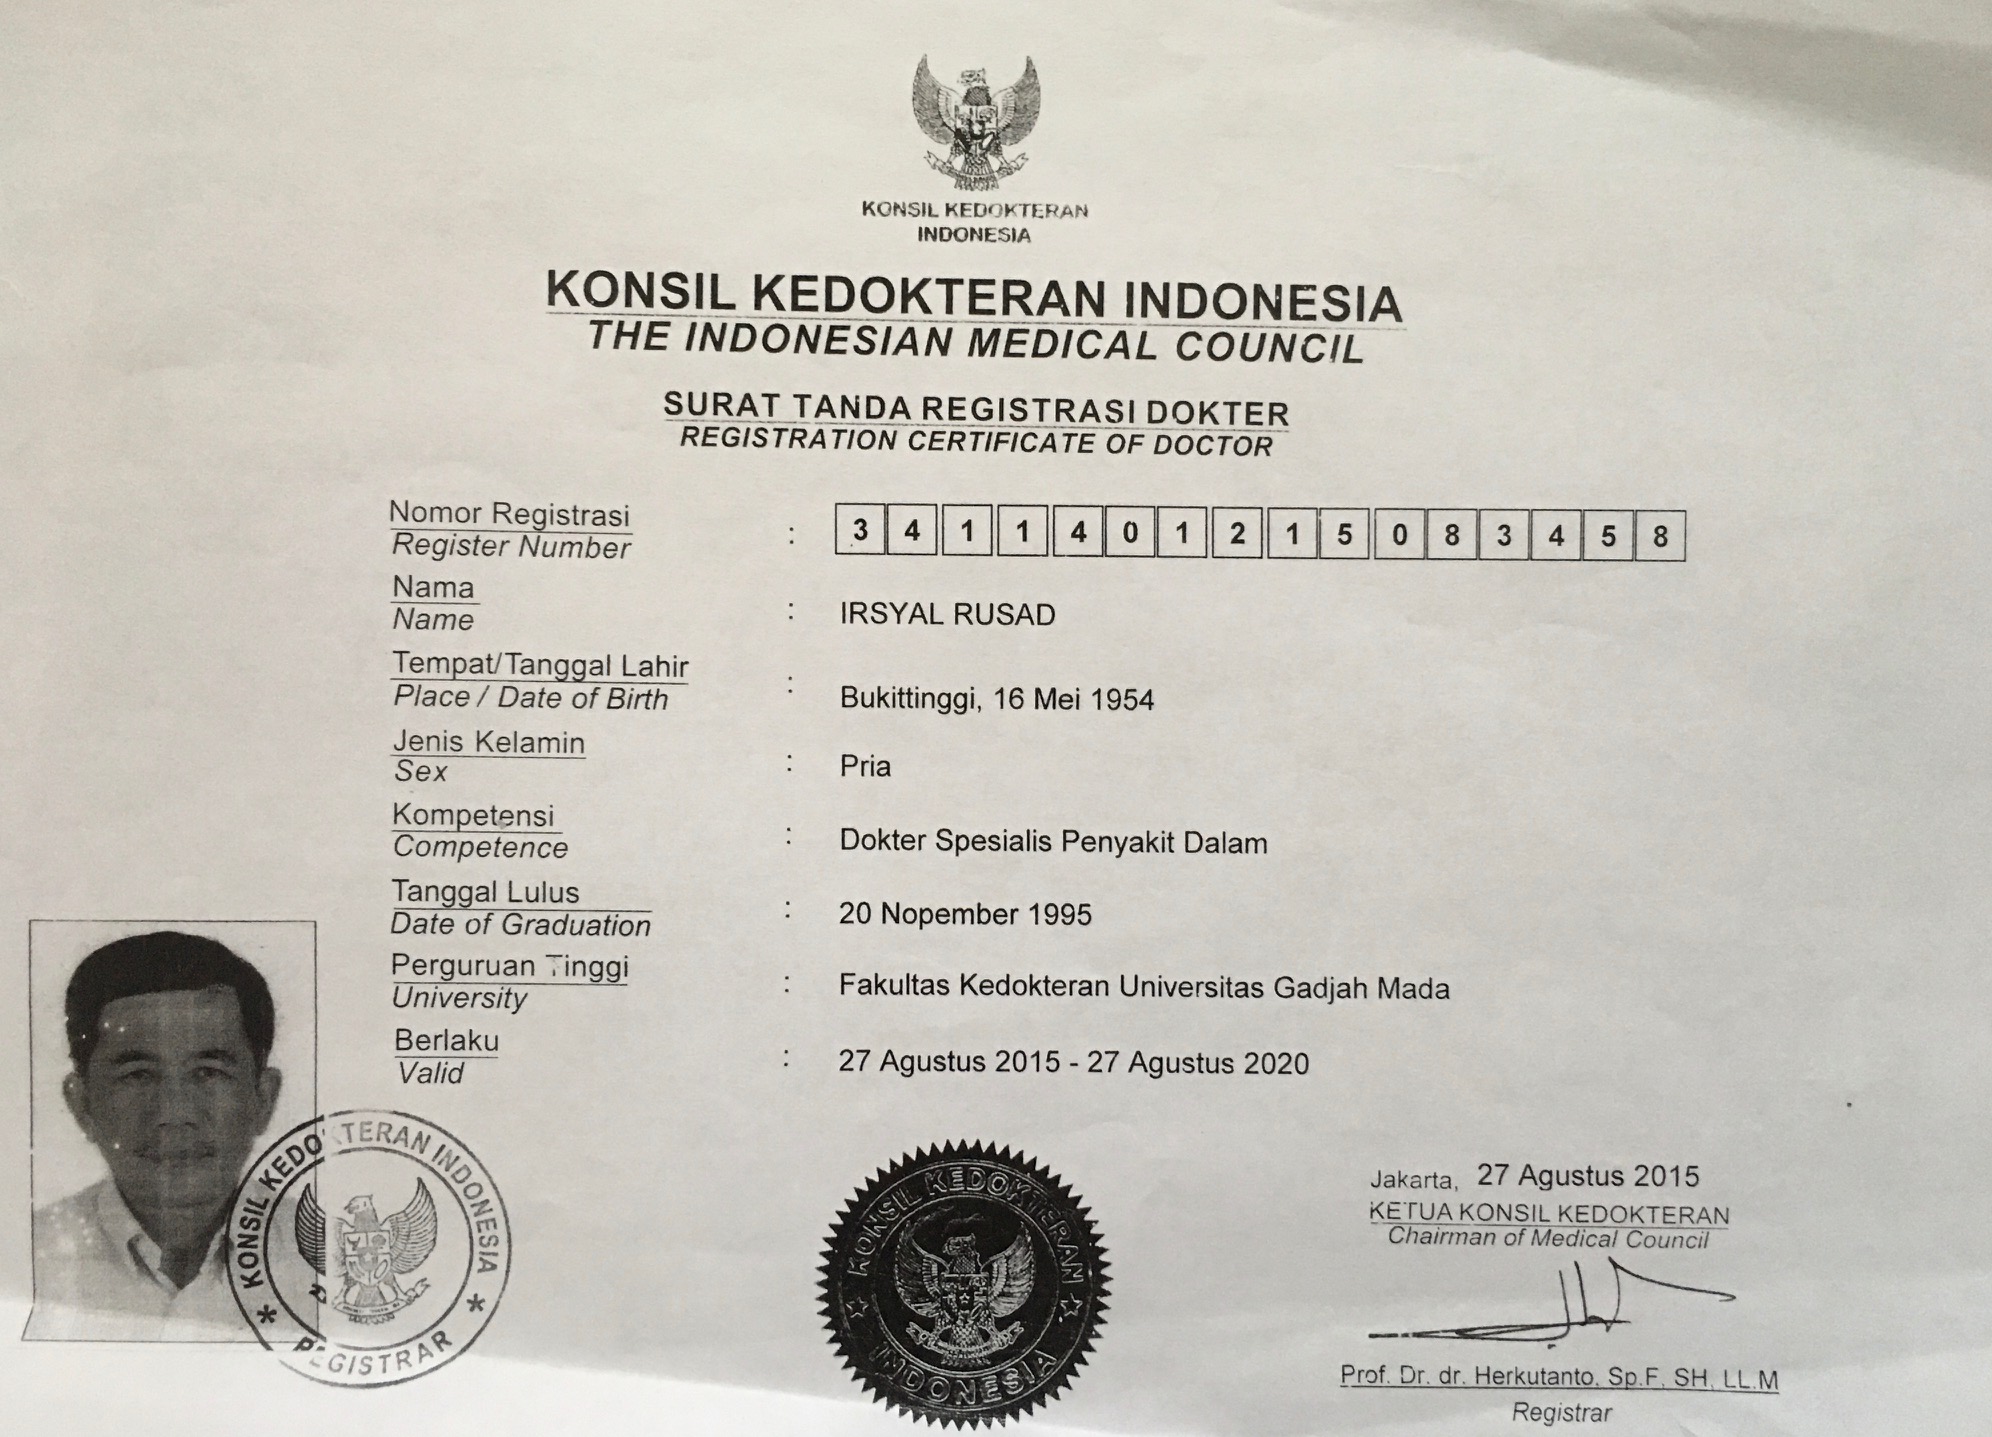 KONSIL KEDOKTERAN
INDONESIA
KONSIL KEDOKTERAN INDONESIA
THE INDONESIAN MEDICAL COUNCIL
SURAT TANDA REGISTRASI DOKTER
REGISTRATION CERTIFICATE OF DOCTOR
Nomor Registrasi
Register Number : 3 4 1 1 4 0 1 2 1 5 0 8 3 4 5 8
Nama
Name : IRSYAL RUSAD
Tempat/Tanggal Lahir
Place / Date of Birth : Bukittinggi, 16 Mei 1954
Jenis Kelamin
Sex : Pria
Kompetensi
Competence : Dokter Spesialis Penyakit Dalam
Tanggal Lulus
Date of Graduation : 20 Nopember 1995
Perguruan Tinggi
University : Fakultas Kedokteran Universitas Gadjah Mada
Berlaku
Valid : 27 Agustus 2015 - 27 Agustus 2020
KONSIL KEDOKTERAN INDONESIA
REGISTRAR
KONSIL KEDOKTERAN
INDONESIA
Jakarta, 27 Agustus 2015
KETUA KONSIL KEDOKTERAN
Chairman of Medical Council
Prof. Dr. dr. Herkutanto, Sp.F, SH, LL.M
Registrar